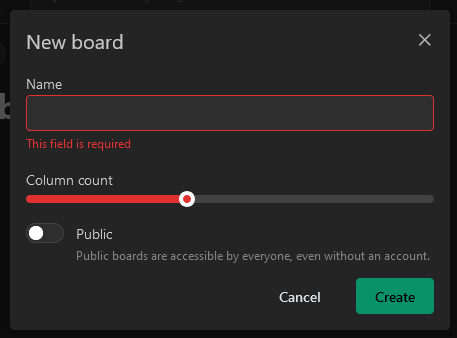 New board
Name
This field is required
Column count
Public
Public boards are accessible by everyone, even without an account.
Cancel
Create